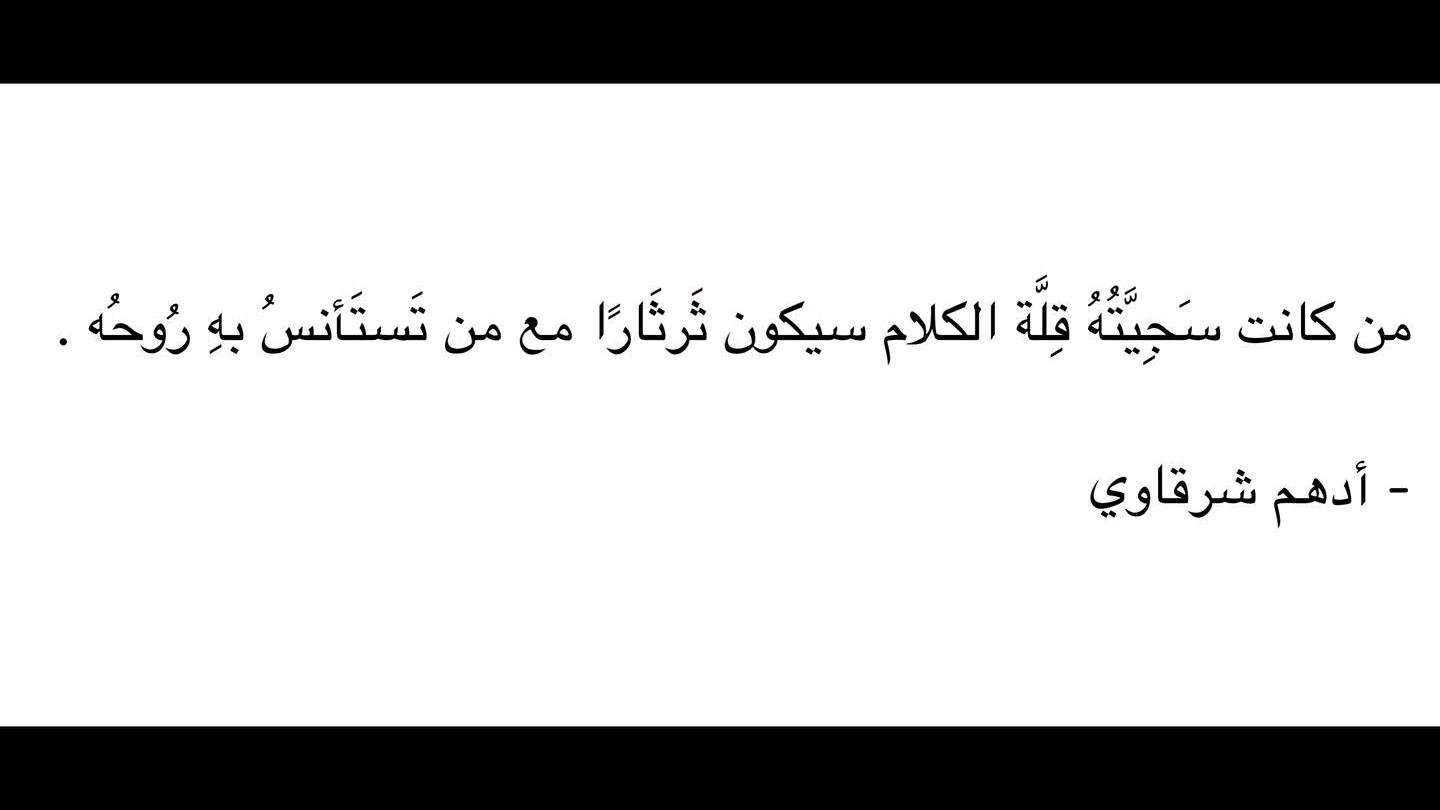 من كانت سَجِيَّتُهُ قِلَّة الكلام سيكون ثَرثَارًا مع من تَستَأنسُ بهِ رُوحُه .
- أدهم شرقاوي